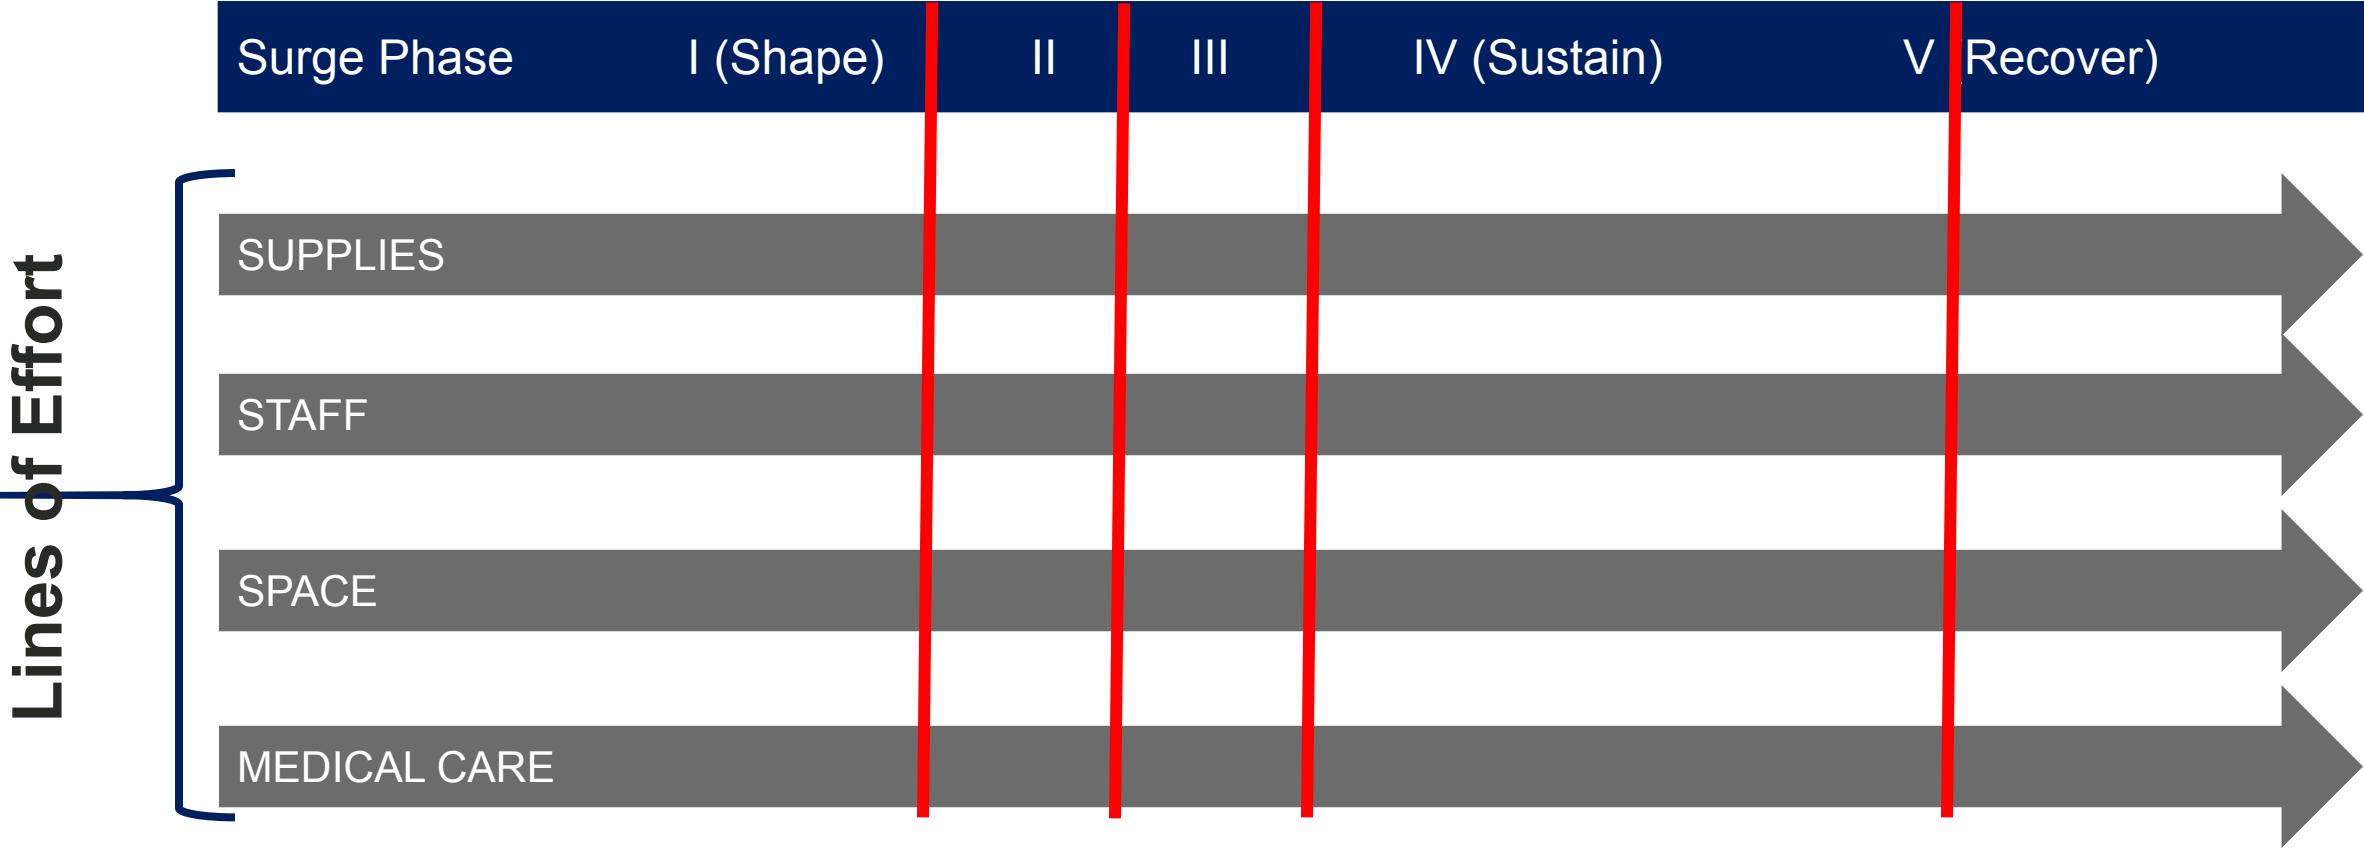 Surge Phase I (Shape) II III IV (Sustain) V (Recover)
Lines of Effort
SUPPLIES
STAFF
SPACE
MEDICAL CARE